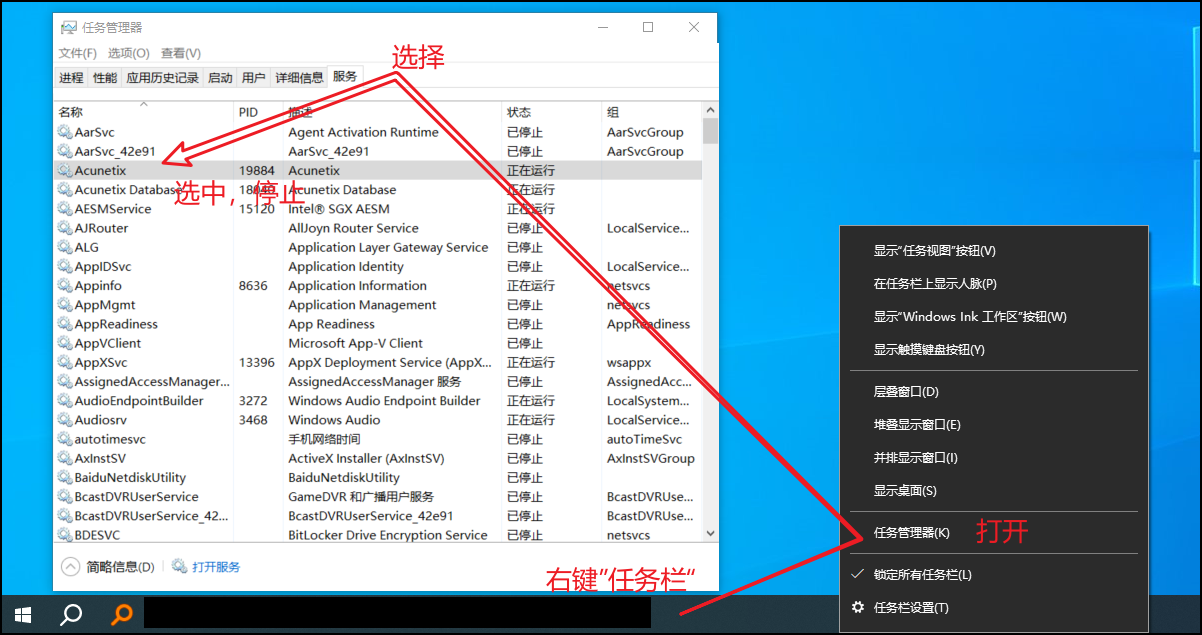 任务管理器
文件(F) 选项(O) 查看(V)
选择
进程 性能 应用历史记录 启动 用户 详细信息 服务
名称 PID 描述 状态 组
AarSvc Agent Activation Runtime 已停止 AarSvcGroup
AarSvc_42e91 AarSvc_42e91 已停止 AarSvcGroup
Acunetix 19884 Acunetix 正在运行
Acunetix Database Acunetix Database 正在运行
选中，停止
AESMService 15120 Intel® SGX AESM 正在运行
AJRouter AllJoyn Router Service 已停止 LocalService...
ALG Application Layer Gateway Service 已停止
AppIDSvc Application Identity 已停止 LocalService...
Appinfo 8636 Application Information 正在运行 netsvcs
AppMgmt Application Management 已停止 netsvcs
AppReadiness App Readiness 已停止 AppReadiness
AppVClient Microsoft App-V Client 已停止
AppXSvc 13396 AppX Deployment Service (AppX... 正在运行 wsappx
AssignedAccessManager... AssignedAccessManager 服务 已停止 AssignedAcc...
AudioEndpointBuilder 3272 Windows Audio Endpoint Builder 正在运行 LocalSystem...
Audiosrv 3468 Windows Audio 正在运行 LocalService...
autotimesvc 手机网络时间 已停止 autoTimeSvc
AxInstSV ActiveX Installer (AxInstSV) 已停止 AxInstSVGroup
BaiduNetdiskUtility BaiduNetdiskUtility 已停止
BcastDVRUserService GameDVR 和广播用户服务 已停止 BcastDVRUse...
BcastDVRUserService_42... BcastDVRUserService_42e91 已停止 BcastDVRUse...
BDESVC BitLocker Drive Encryption Service 已停止 netsvcs
简略信息(D) 打开服务
右键”任务栏“
显示“任务视图”按钮(V)
在任务栏上显示人脉(P)
显示“Windows Ink 工作区”按钮(W)
显示触摸键盘按钮(Y)
层叠窗口(D)
堆叠显示窗口(E)
并排显示窗口(I)
显示桌面(S)
任务管理器(K) 打开
锁定所有任务栏(L)
任务栏设置(T)